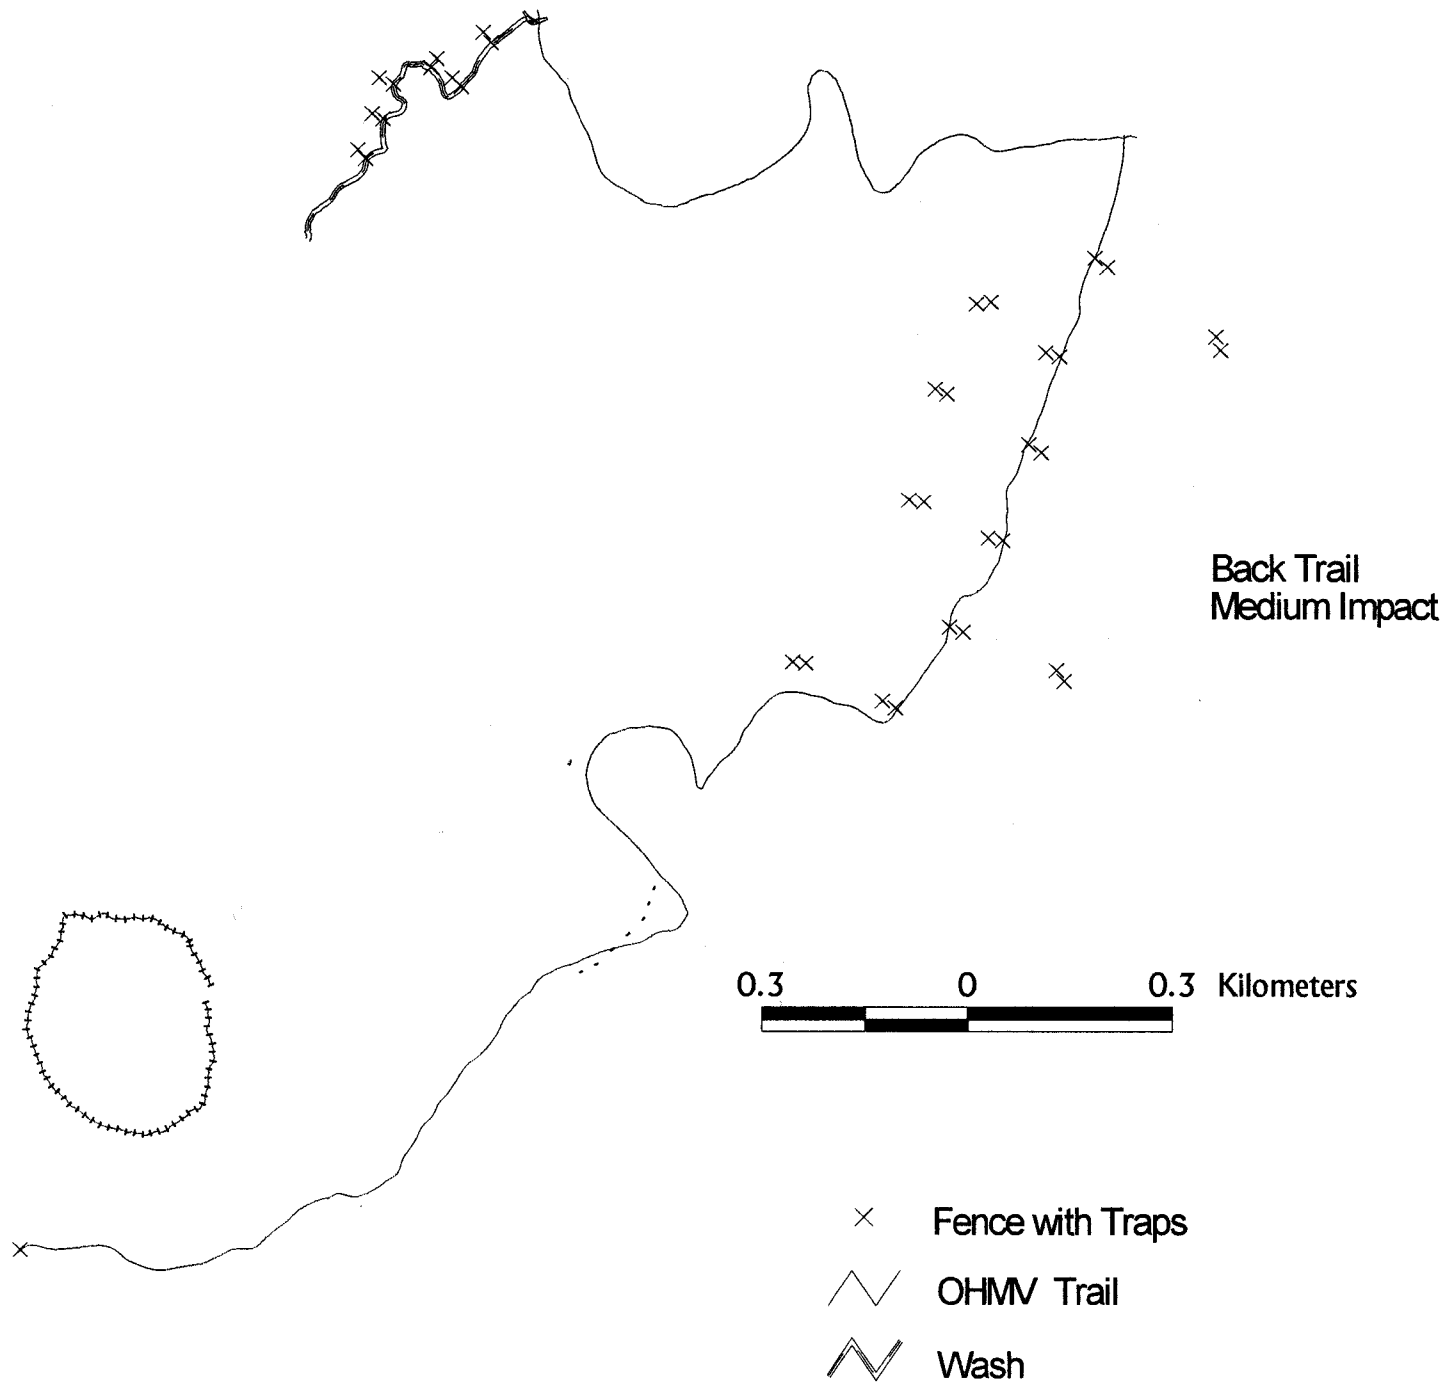 Back Trail
Medium Impact
0.3 0 0.3 Kilometers
Fence with Traps
OHMV Trail
Wash